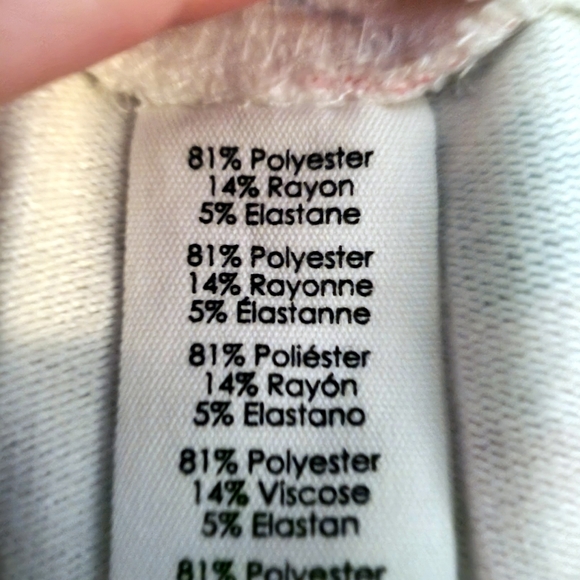 81% Polyester
14% Rayon
5% Elastane
81% Polyester
14% Rayonne
5% Élastanne
81% Poliéster
14% Rayón
5% Elastano
81% Polyester
14% Viscose
5% Elastan
81% Polyester